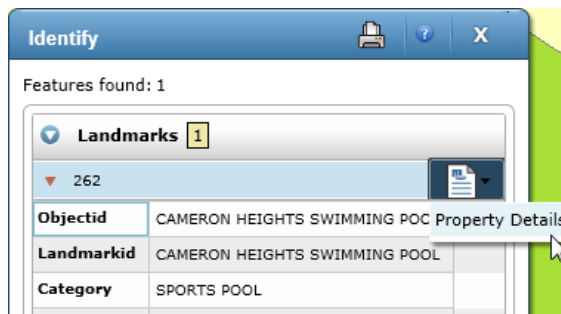 Identify ? X
Features found: 1
Landmarks 1
262
Objectid CAMERON HEIGHTS SWIMMING POO Property Details
Landmarkid CAMERON HEIGHTS SWIMMING POOL
Category SPORTS POOL